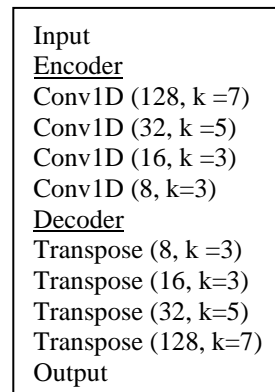 Input
Encoder
Conv1D (128, k =7)
Conv1D (32, k =5)
Conv1D (16, k =3)
Conv1D (8, k=3)
Decoder
Transpose (8, k =3)
Transpose (16, k=3)
Transpose (32, k=5)
Transpose (128, k=7)
Output